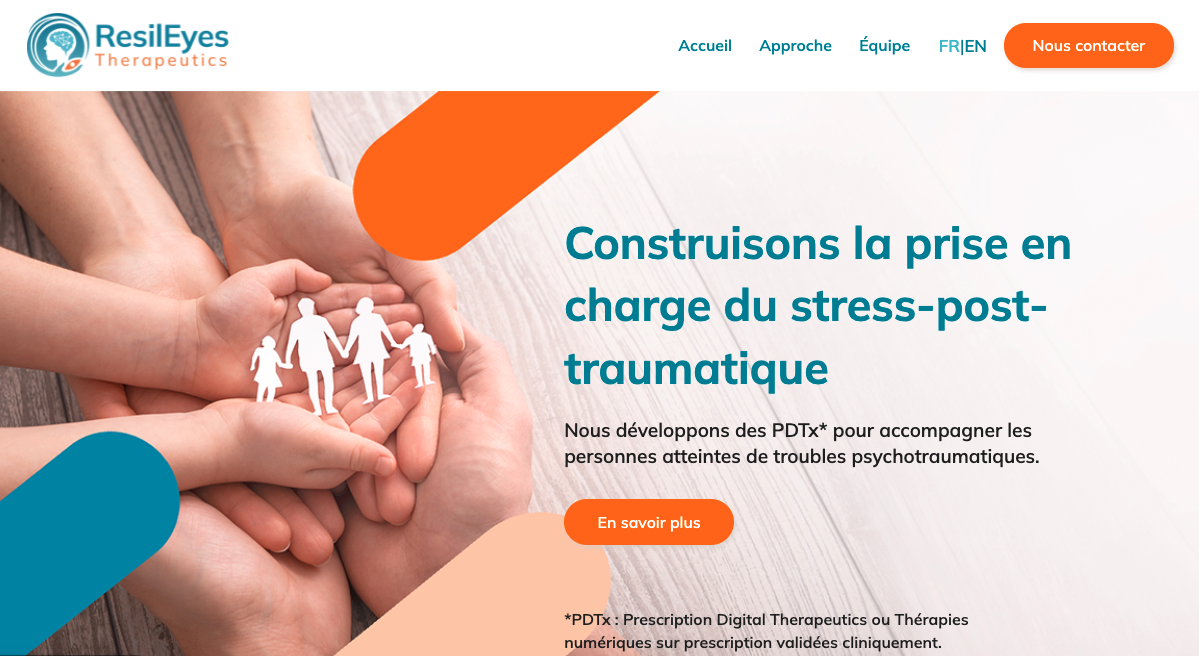 ResilEyes
Therapeutics
Accueil
Approche
Équipe
FR|EN
Nous contacter
Construisons la prise en
charge du stress-post-
traumatique
Nous développons des PDTx* pour accompagner les
personnes atteintes de troubles psychotraumatiques.
En savoir plus
*PDTx : Prescription Digital Therapeutics ou Thérapies
numériques sur prescription validées cliniquement.